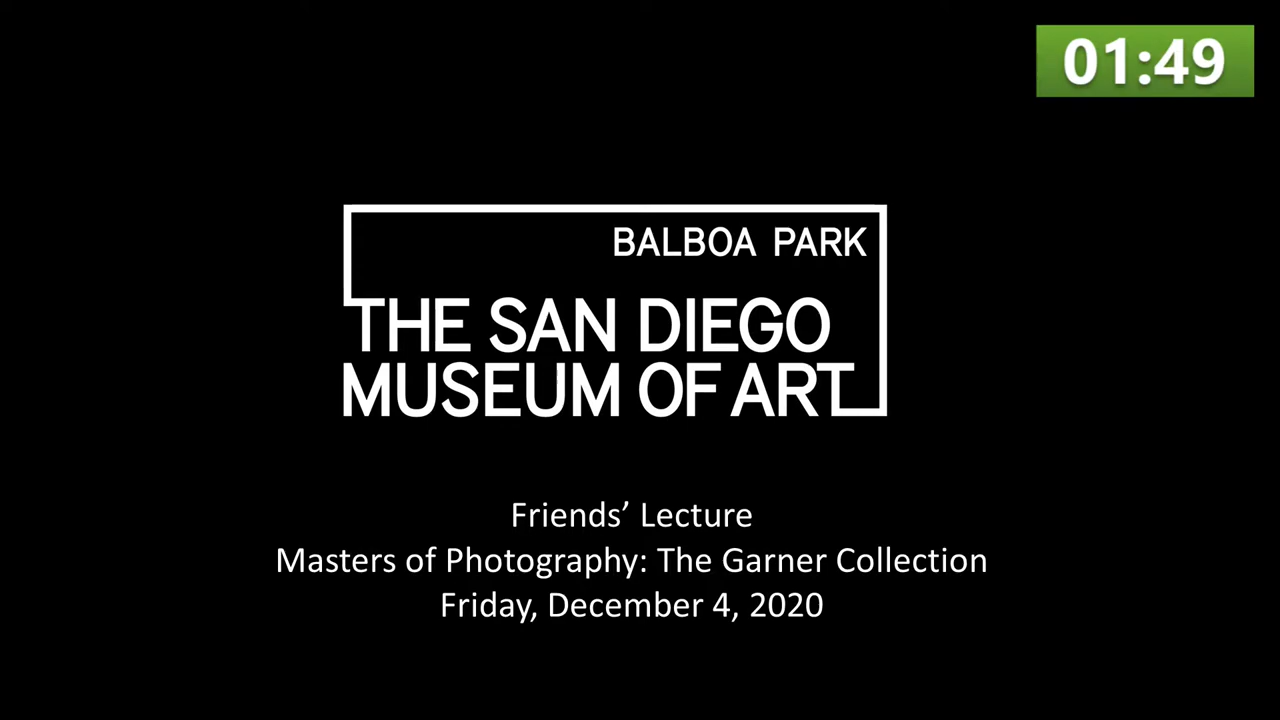 01:49
BALBOA PARK
THE SAN DIEGO
MUSEUM OF ART
Friends’ Lecture
Masters of Photography: The Garner Collection
Friday, December 4, 2020